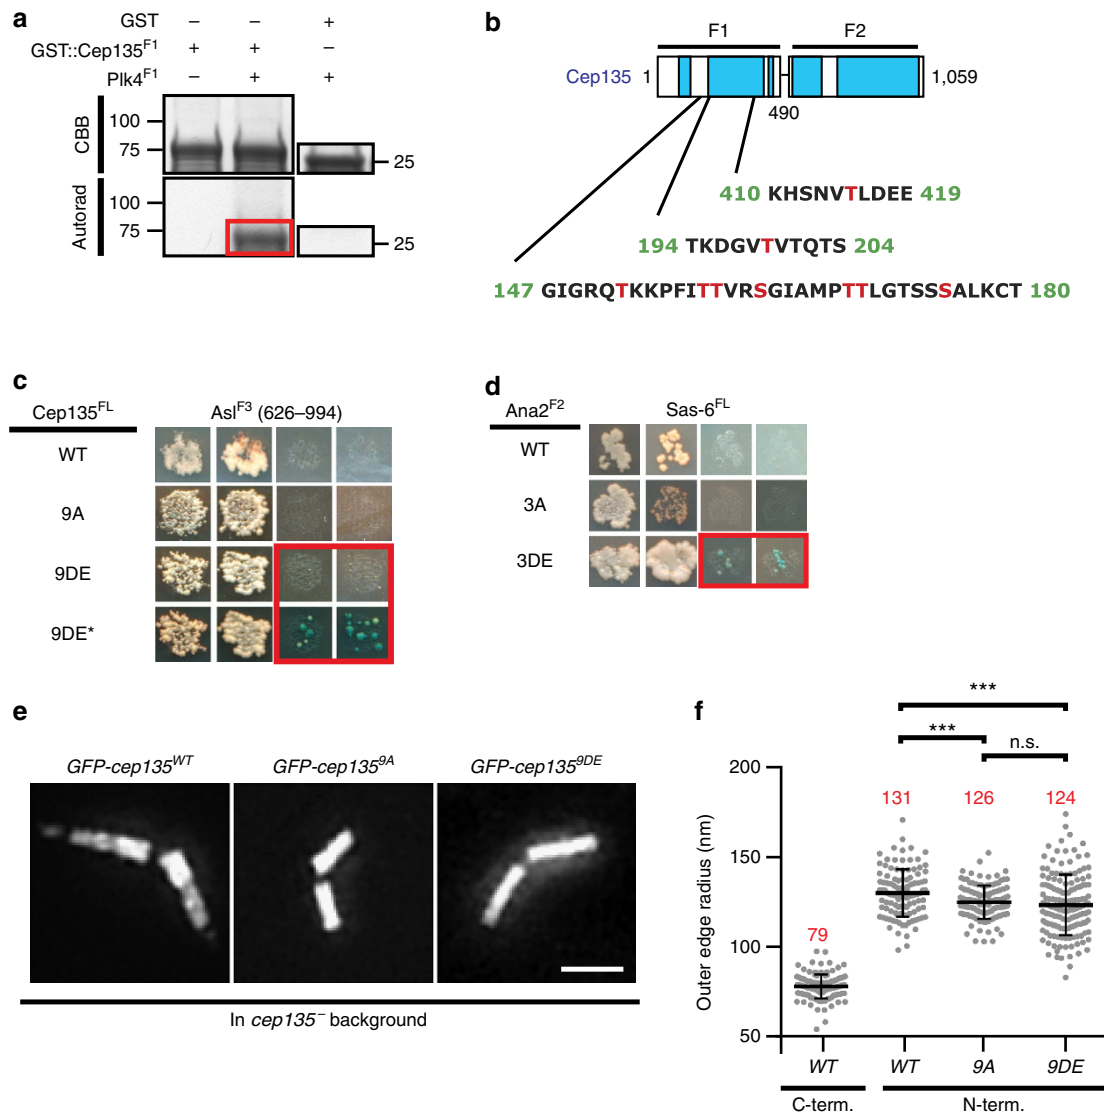 a
GST – – +
GST::Cep135F1 + + –
Plk4F1 – + +
CBB
100
75
25
Autorad
100
75
25
b
F1 F2
Cep135 1 1,059
490
410 KHSNVTLDEE 419
194 TKDGVTVTQTS 204
147 GIGRQTKKPFITTVRSGIAMPTTLGTSSSALKCT 180
c
Cep135FL AslF3 (626–994)
WT
9A
9DE
9DE*
d
Ana2F2 Sas-6FL
WT
3A
3DE
e
GFP-cep135WT GFP-cep1359A GFP-cep1359DE
In cep135– background
f
***
***
n.s.
Outer edge radius (nm)
200
150
100
50
79
131
126
124
WT WT 9A 9DE
C-term. N-term.